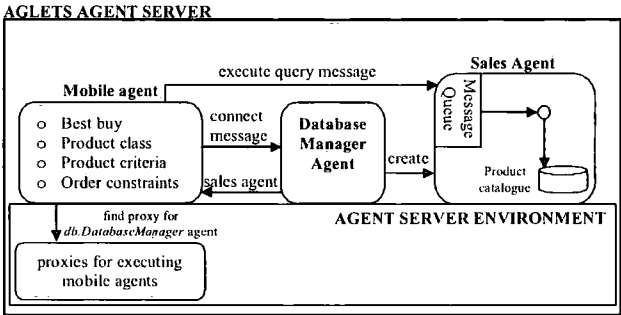 AGLETS AGENT SERVER
Sales Agent
execute query message
Mobile agent
Message
Queue
○ Best buy
○ Product class
○ Product criteria
○ Order constraints
connect
message
Database
Manager
Agent
create
sales agent
Product
catalogue
find proxy for
db.DatabaseManager agent
AGENT SERVER ENVIRONMENT
proxies for executing
mobile agents